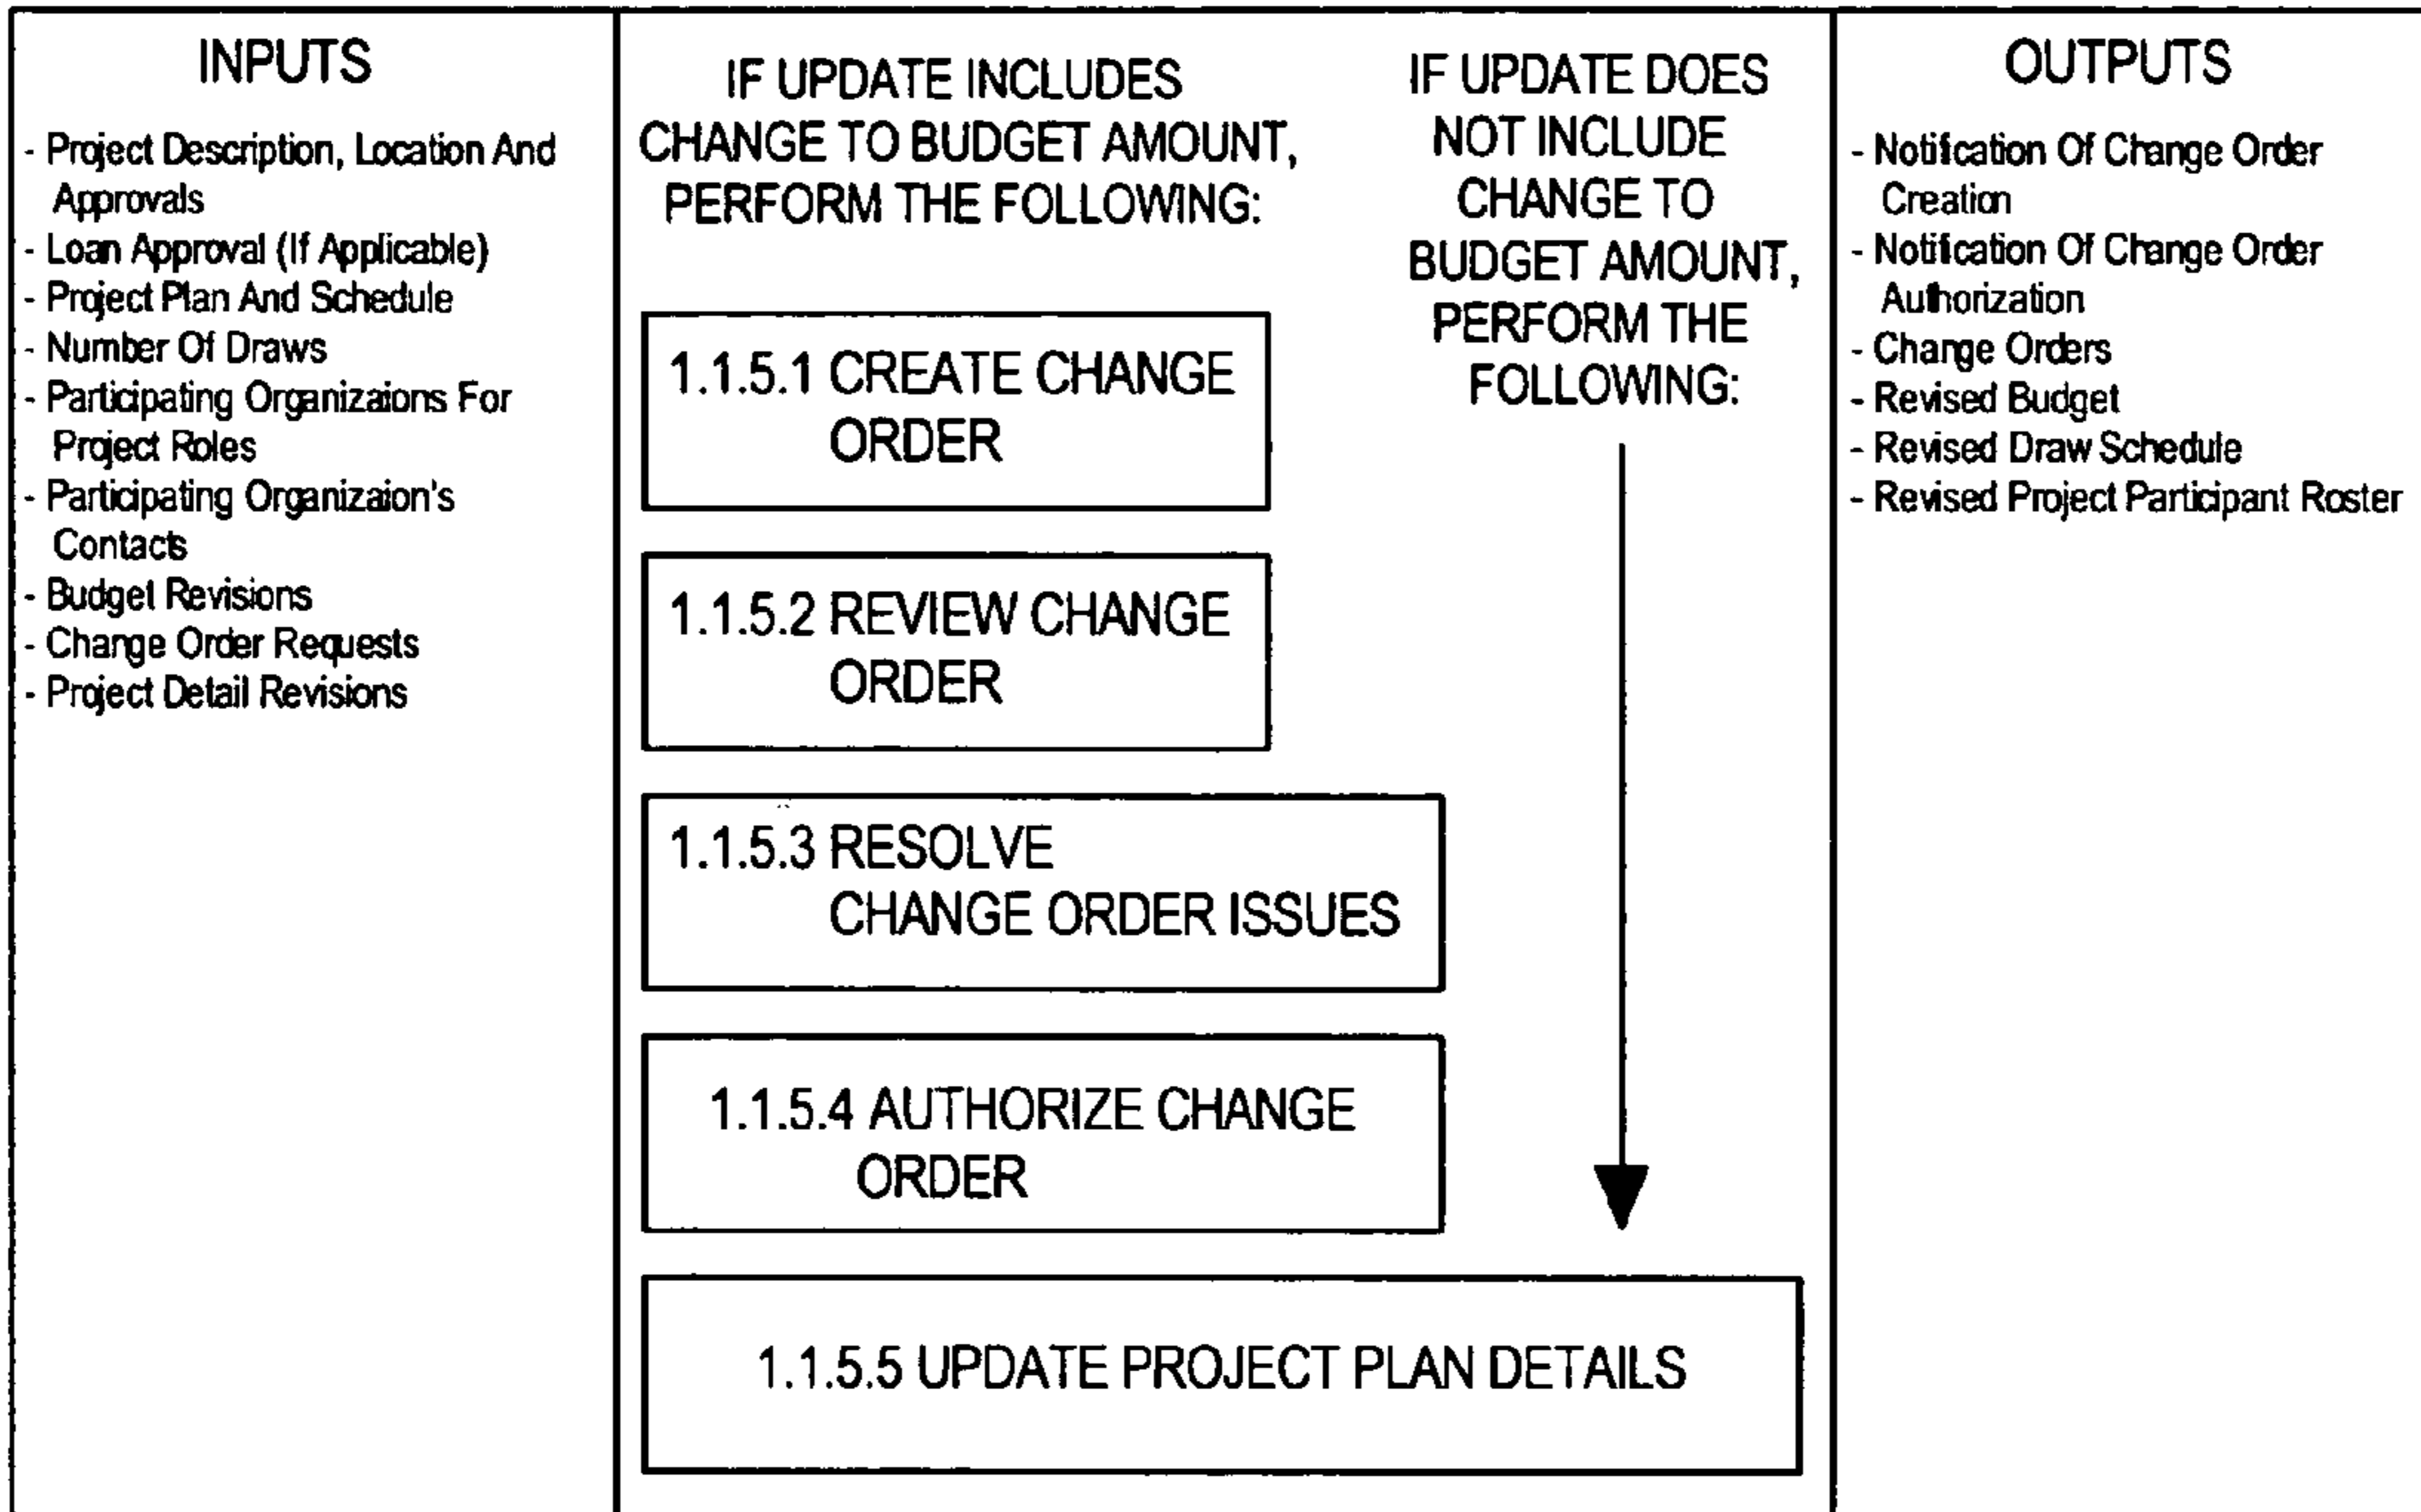 INPUTS
- Project Description, Location And
Approvals
- Loan Approval (If Applicable)
- Project Plan And Schedule
- Number Of Draws
- Participating Organizaions For
Project Roles
- Participating Organizaion's
Contacts
- Budget Revisions
- Change Order Requests
- Project Detail Revisions
IF UPDATE INCLUDES
CHANGE TO BUDGET AMOUNT,
PERFORM THE FOLLOWING:
1.1.5.1 CREATE CHANGE
ORDER
1.1.5.2 REVIEW CHANGE
ORDER
1.1.5.3 RESOLVE
CHANGE ORDER ISSUES
1.1.5.4 AUTHORIZE CHANGE
ORDER
IF UPDATE DOES
NOT INCLUDE
CHANGE TO
BUDGET AMOUNT,
PERFORM THE
FOLLOWING:
1.1.5.5 UPDATE PROJECT PLAN DETAILS
OUTPUTS
- Notification Of Change Order
Creation
- Notification Of Change Order
Authorization
- Change Orders
- Revised Budget
- Revised Draw Schedule
- Revised Project Participant Roster